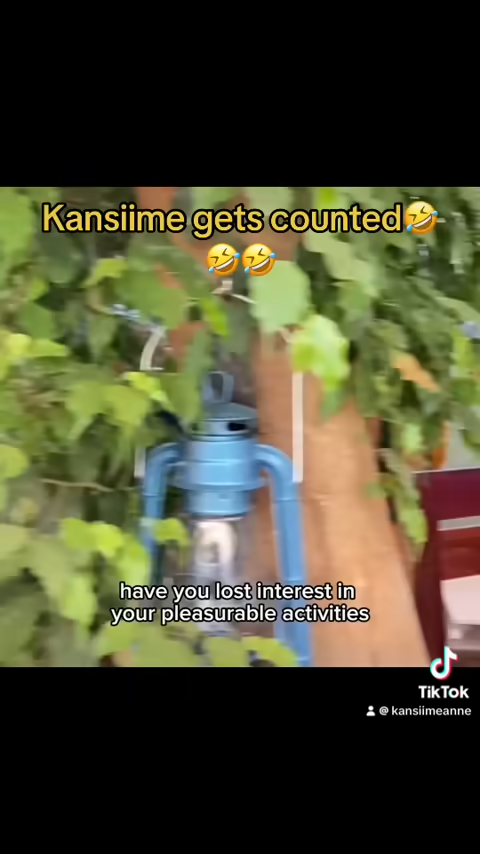 Kansiime gets counted🤣
🤣🤣
have you lost interest in
your pleasurable activities
TikTok
@ kansiimeanne